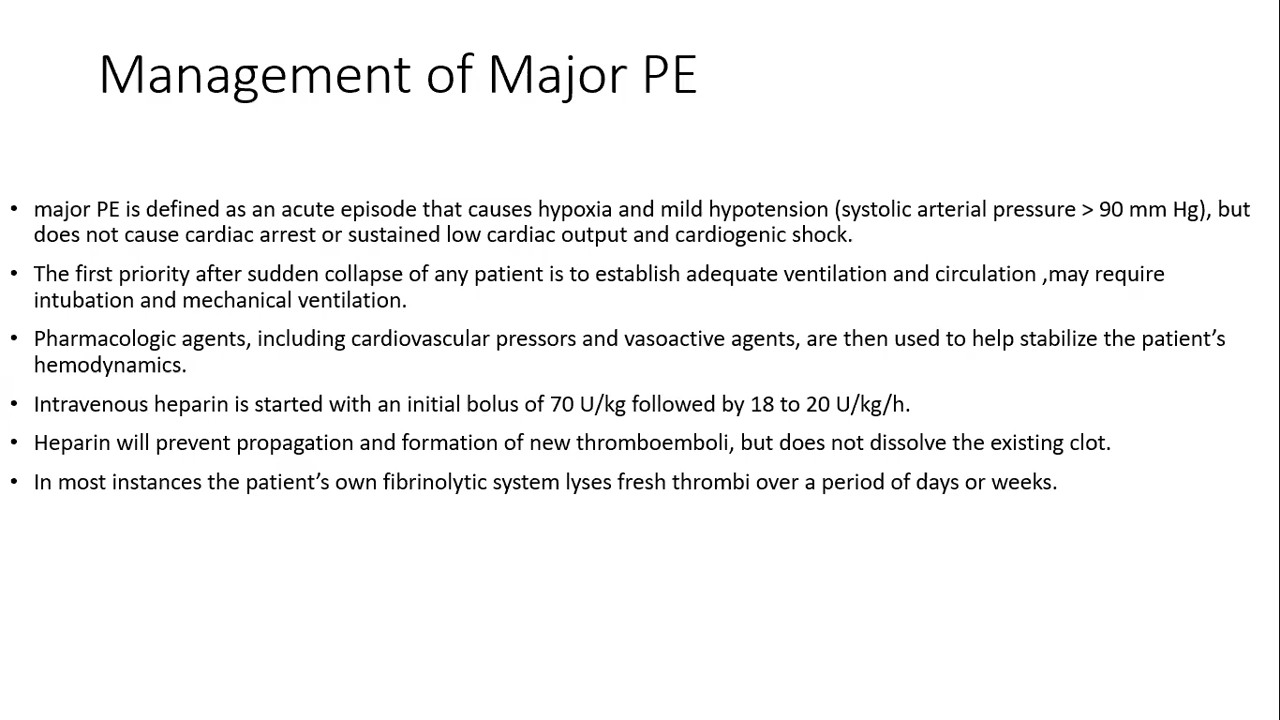 Management of Major PE
• major PE is defined as an acute episode that causes hypoxia and mild hypotension (systolic arterial pressure > 90 mm Hg), but
does not cause cardiac arrest or sustained low cardiac output and cardiogenic shock.
• The first priority after sudden collapse of any patient is to establish adequate ventilation and circulation ,may require
intubation and mechanical ventilation.
• Pharmacologic agents, including cardiovascular pressors and vasoactive agents, are then used to help stabilize the patient’s
hemodynamics.
• Intravenous heparin is started with an initial bolus of 70 U/kg followed by 18 to 20 U/kg/h.
• Heparin will prevent propagation and formation of new thromboemboli, but does not dissolve the existing clot.
• In most instances the patient’s own fibrinolytic system lyses fresh thrombi over a period of days or weeks.